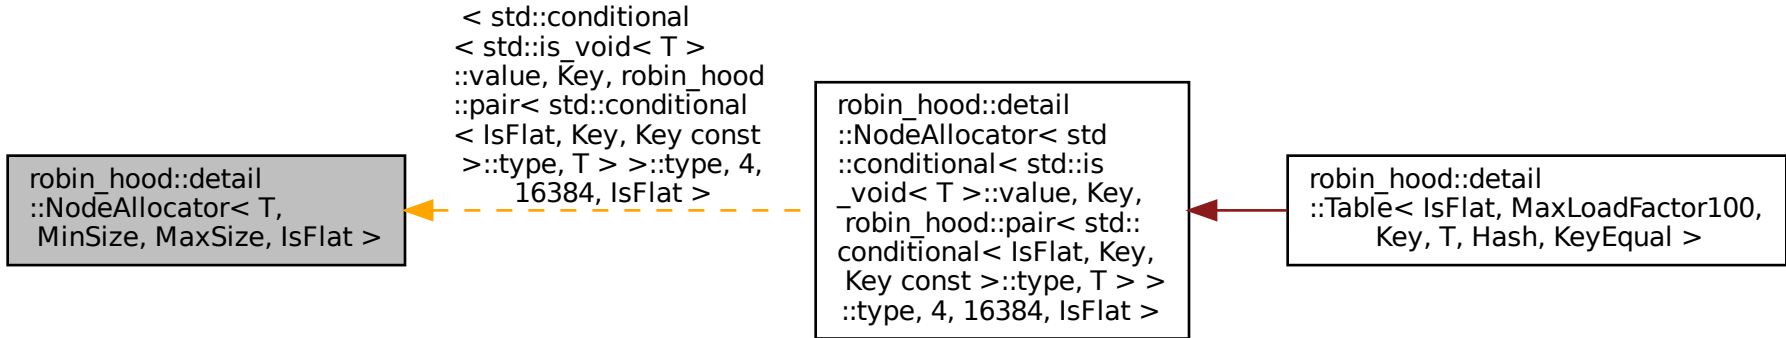 robin_hood::detail
::NodeAllocator< T,
MinSize, MaxSize, IsFlat >
< std::conditional
< std::is_void< T >
::value, Key, robin_hood
::pair< std::conditional
< IsFlat, Key, Key const
>::type, T > >::type, 4,
16384, IsFlat >
robin_hood::detail
::NodeAllocator< std
::conditional< std::is
_void< T >::value, Key,
robin_hood::pair< std::
conditional< IsFlat, Key,
Key const >::type, T > >
::type, 4, 16384, IsFlat >
robin_hood::detail
::Table< IsFlat, MaxLoadFactor100,
Key, T, Hash, KeyEqual >